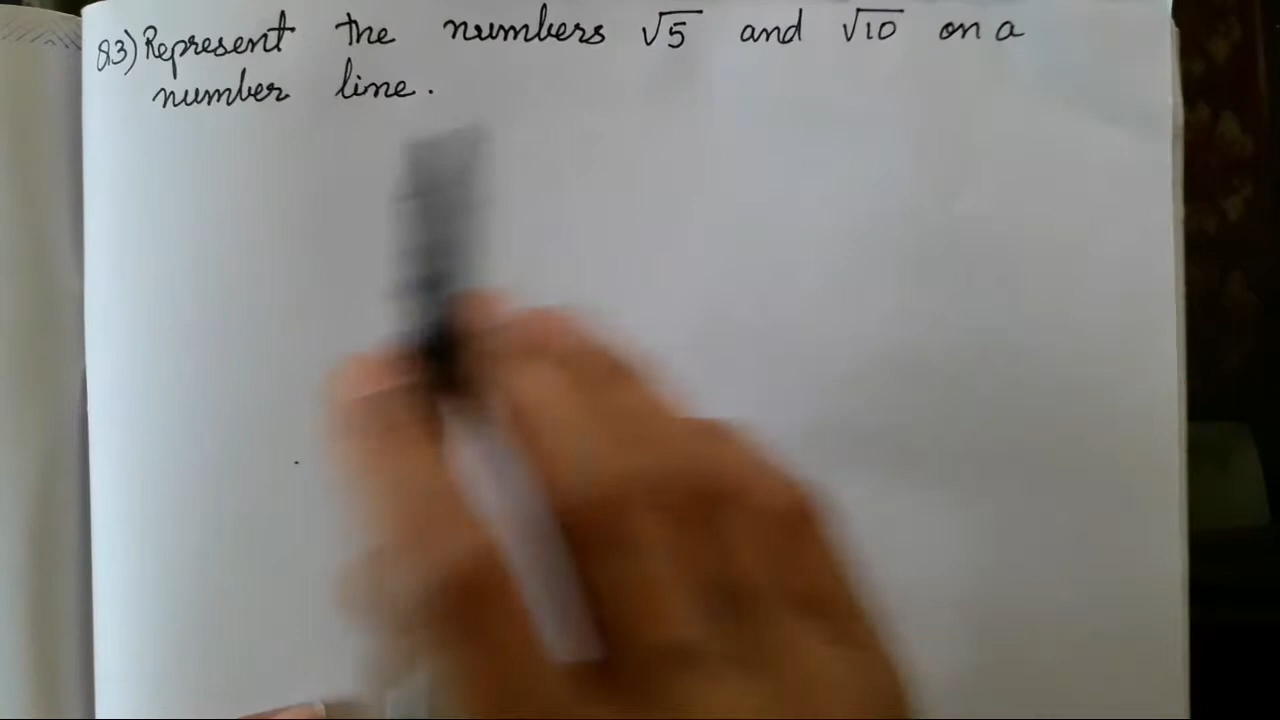 Q3) Represent the numbers √5 and √10 on a
number line.